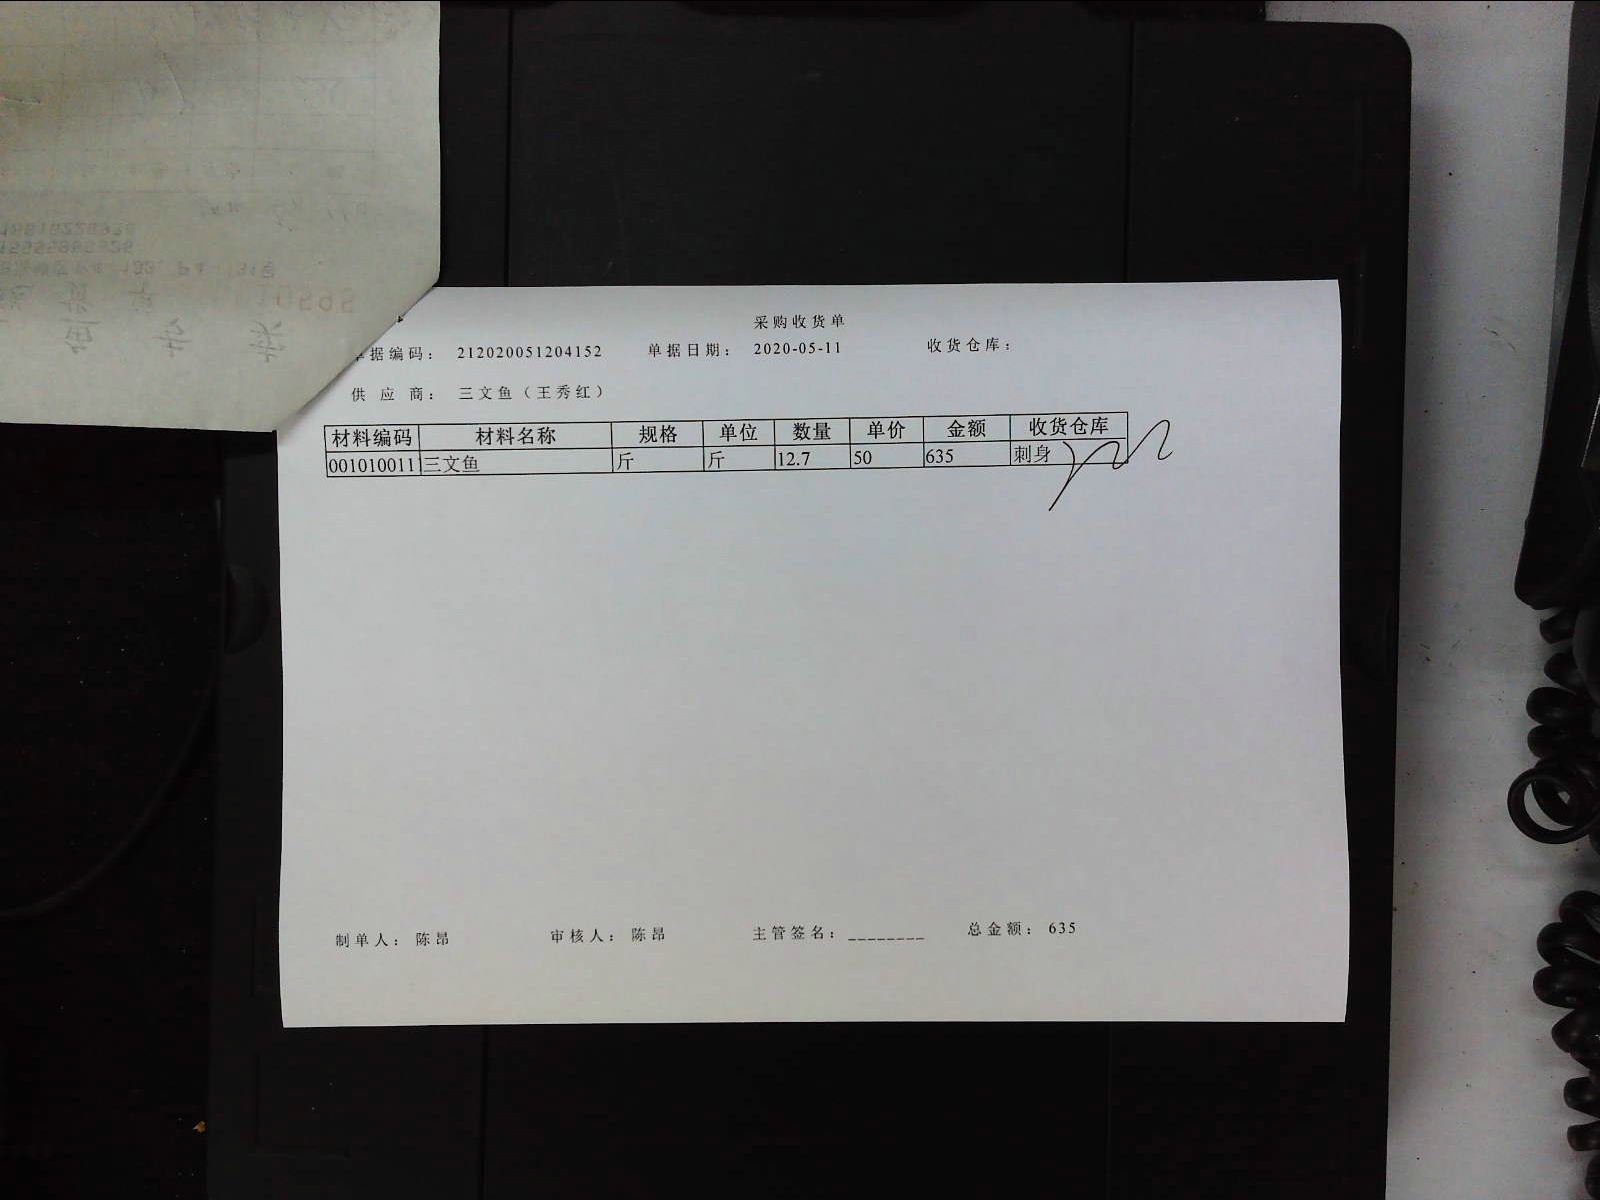 采购收货单
单据编码： 212020051204152 单据日期： 2020-05-11 收货仓库：
供应商： 三文鱼（王秀红）
材料编码 材料名称 规格 单位 数量 单价 金额 收货仓库
001010011 三文鱼 斤 斤 12.7 50 635 刺身
制单人： 陈昂 审核人： 陈昂 主管签名：________ 总金额： 635